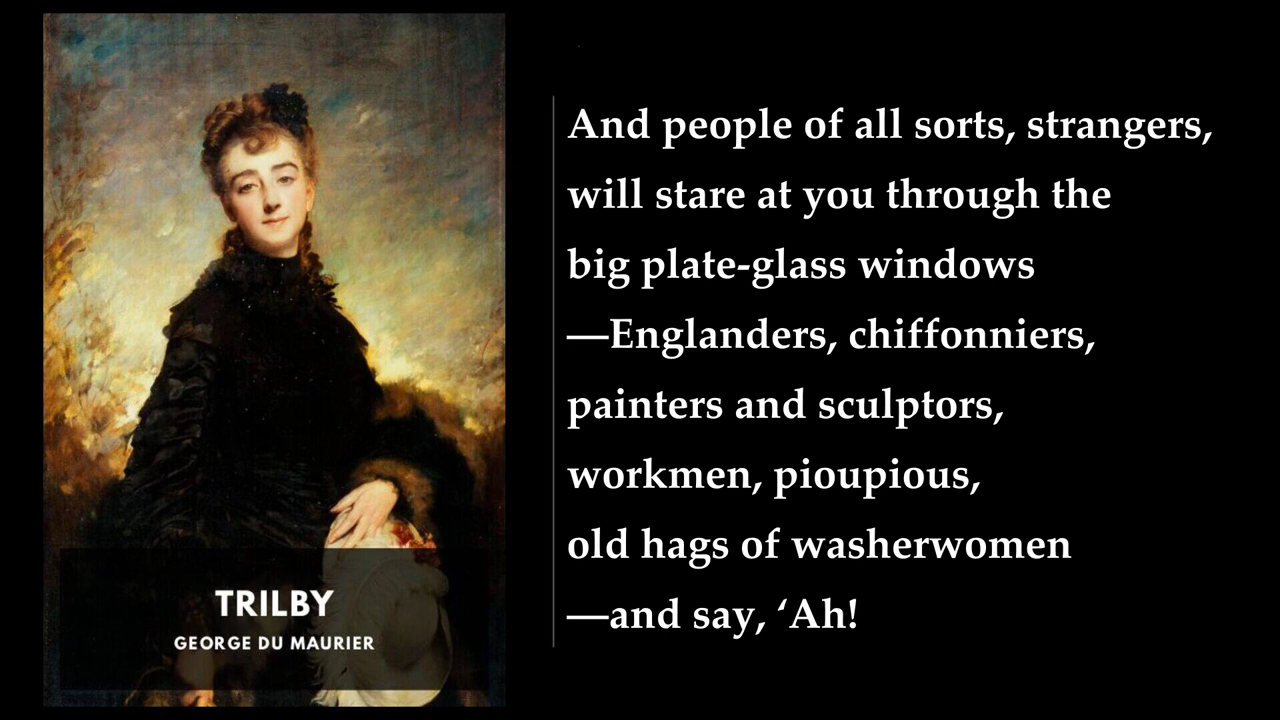 TRILBY
GEORGE DU MAURIER
And people of all sorts, strangers,
will stare at you through the
big plate-glass windows
—Englanders, chiffonniers,
painters and sculptors,
workmen, pioupious,
old hags of washerwomen
—and say, ‘Ah!